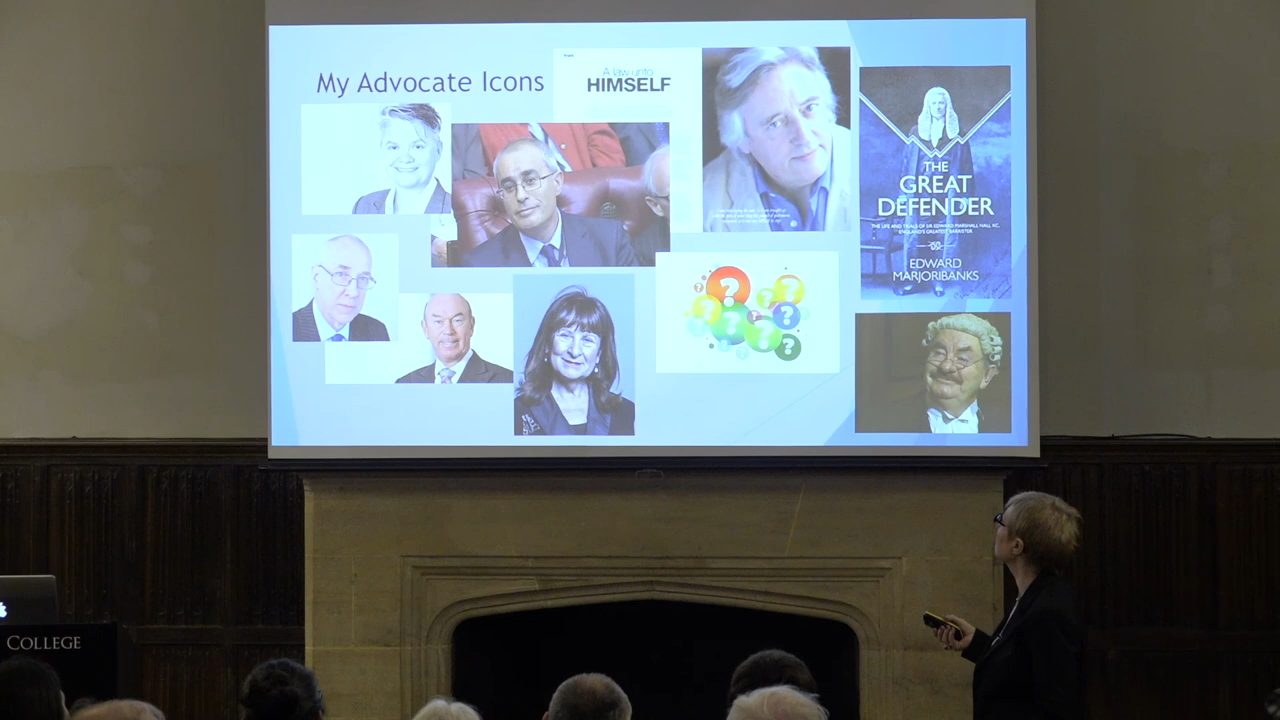 My Advocate Icons
A law unto
HIMSELF
THE
GREAT
DEFENDER
THE LIFE AND TRIALS OF SIR EDWARD MARSHALL HALL KC,
ENGLAND'S GREATEST BARRISTER
EDWARD
MARJORIBANKS
? ? ? ? ? ? ? ?
COLLEGE